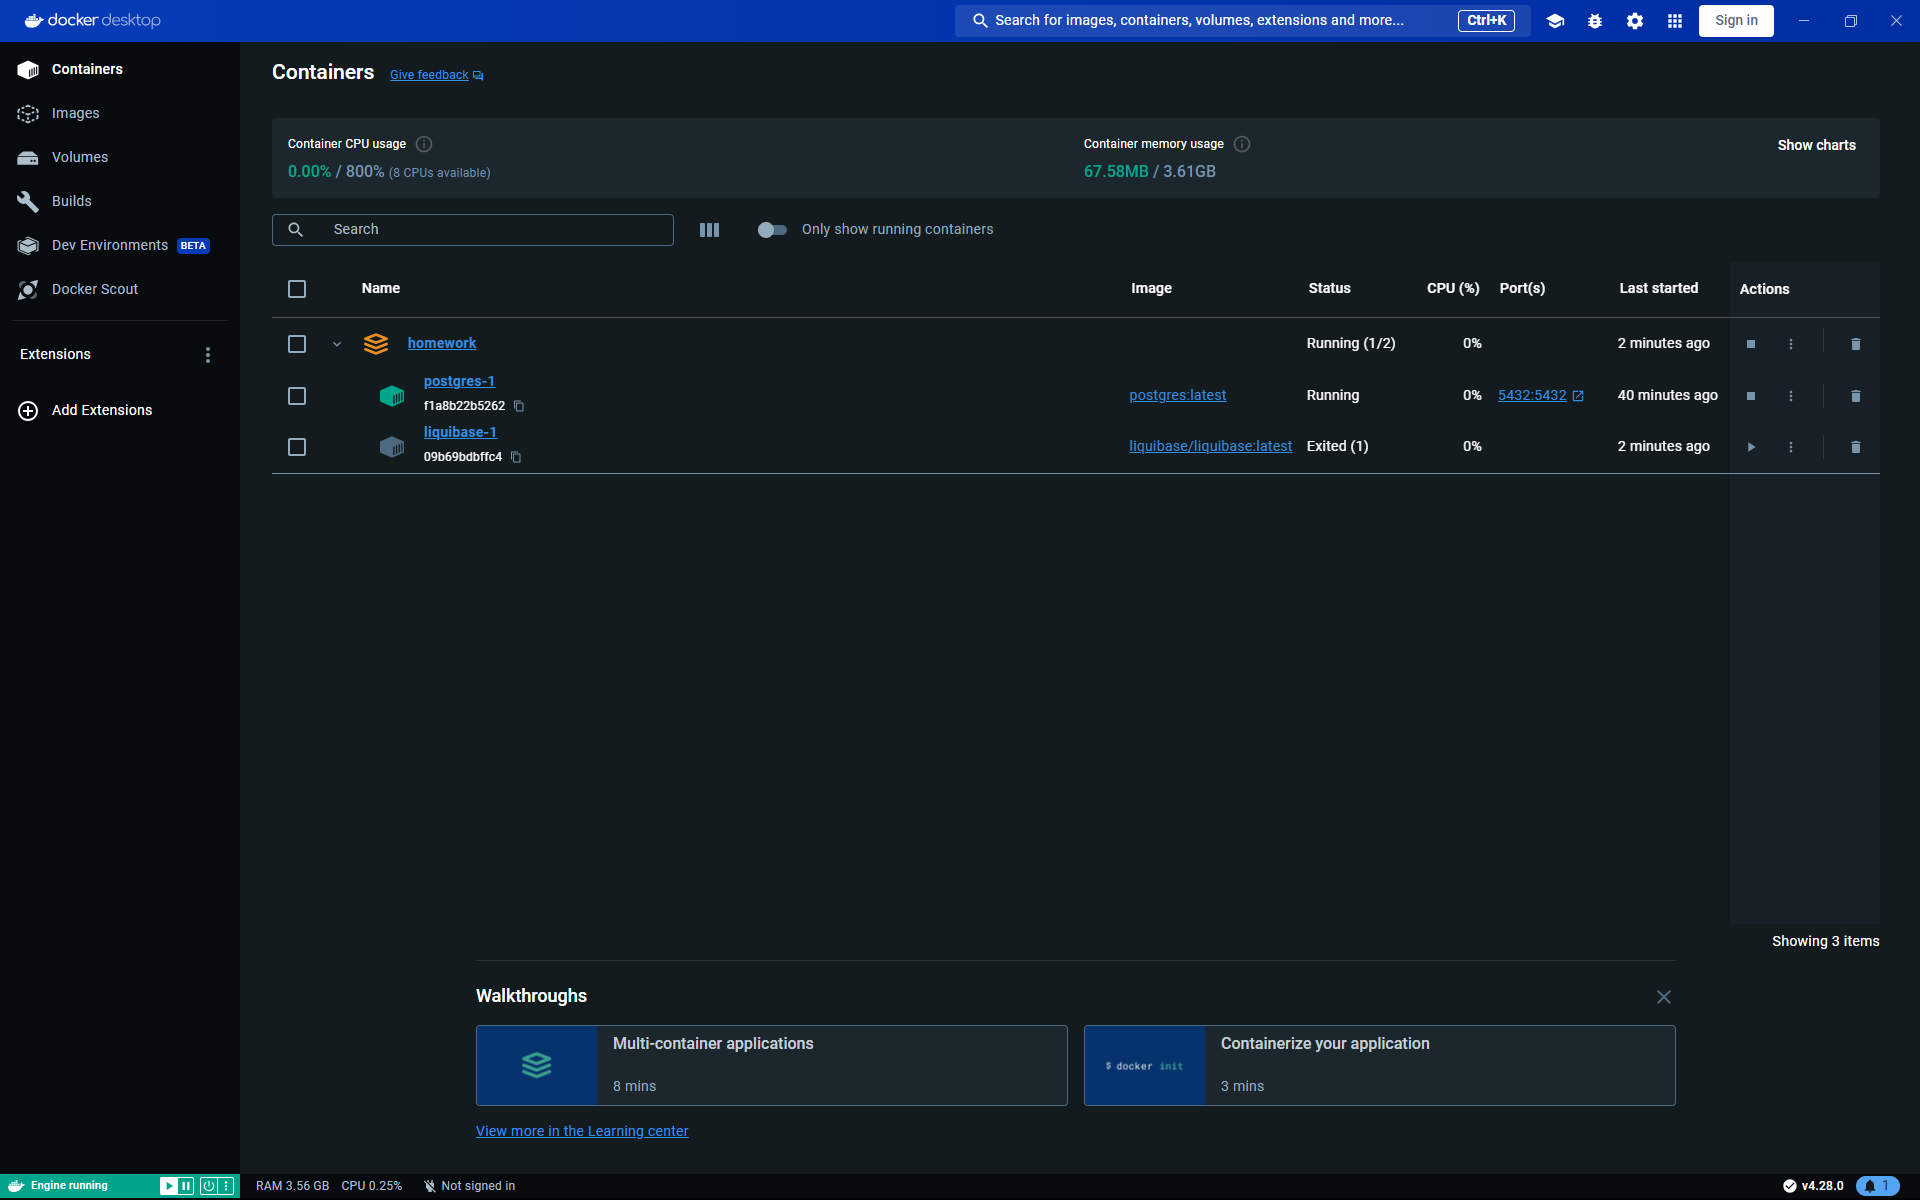 docker desktop
Search for images, containers, volumes, extensions and more...
Ctrl+K
Sign in
Containers
Images
Volumes
Builds
Dev Environments BETA
Docker Scout
Extensions
Add Extensions
Containers Give feedback
Container CPU usage
0.00% / 800% (8 CPUs available)
Container memory usage
67.58MB / 3.61GB
Show charts
Search
Only show running containers
Name Image Status CPU (%) Port(s) Last started Actions
homework Running (1/2) 0% 2 minutes ago
postgres-1
f1a8b22b5262
postgres:latest Running 0% 5432:5432 40 minutes ago
liquibase-1
09b69bdbffc4
liquibase/liquibase:latest Exited (1) 0% 2 minutes ago
Showing 3 items
Walkthroughs
Multi-container applications
8 mins
$ docker init
Containerize your application
3 mins
View more in the Learning center
Engine running
RAM 3.56 GB CPU 0.25% Not signed in
v4.28.0
1